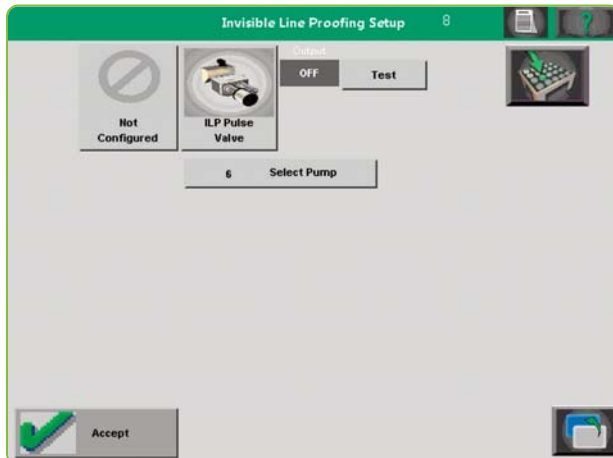 Invisible Line Proofing Setup 8
Output
OFF Test
Not
Configured
ILP Pulse
Valve
6 Select Pump
Accept